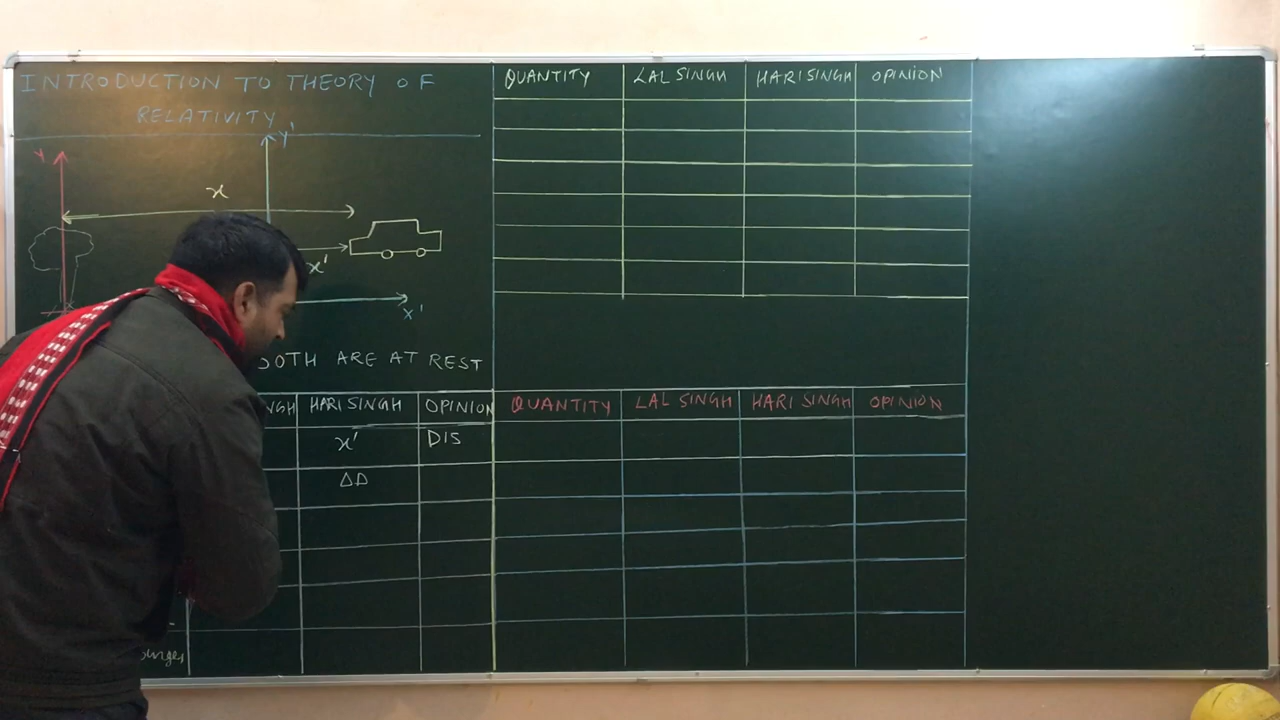 INTRODUCTION TO THEORY OF
RELATIVITY
Y Y'
x
x'
X'
BOTH ARE AT REST
NGH HARI SINGH OPINION
x' DIS
ΔD
QUANTITY LAL SINGH HARI SINGH OPINION
QUANTITY LAL SINGH HARI SINGH OPINION